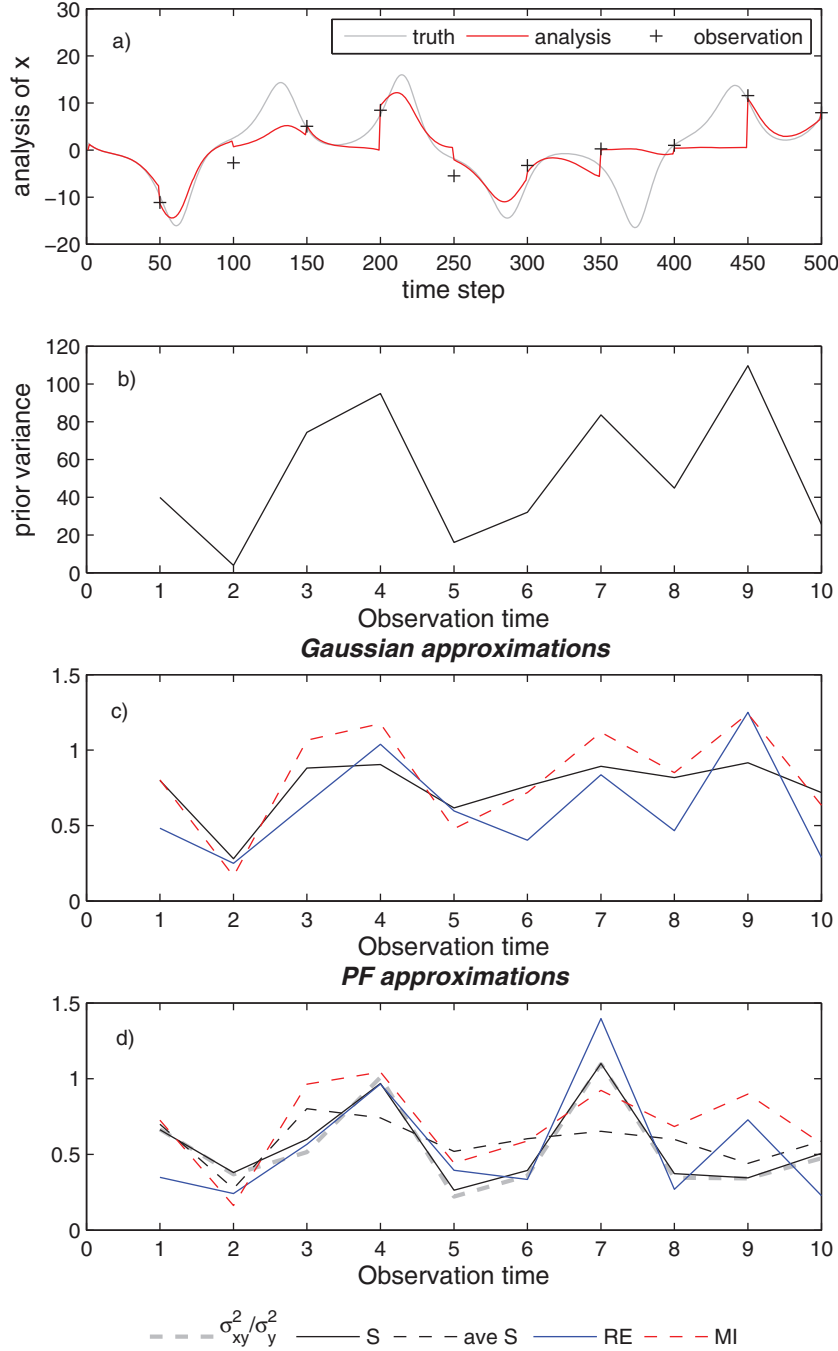 30
20
10
0
−10
−20
analysis of x
a)
truth analysis observation
0 50 100 150 200 250 300 350 400 450 500
time step
120
100
80
60
40
20
0
prior variance
b)
0 1 2 3 4 5 6 7 8 9 10
Observation time
Gaussian approximations
1.5
1
0.5
0
c)
0 1 2 3 4 5 6 7 8 9 10
Observation time
PF approximations
1.5
1
0.5
0
d)
0 1 2 3 4 5 6 7 8 9 10
Observation time
σ²xy/σ²y S ave S RE MI